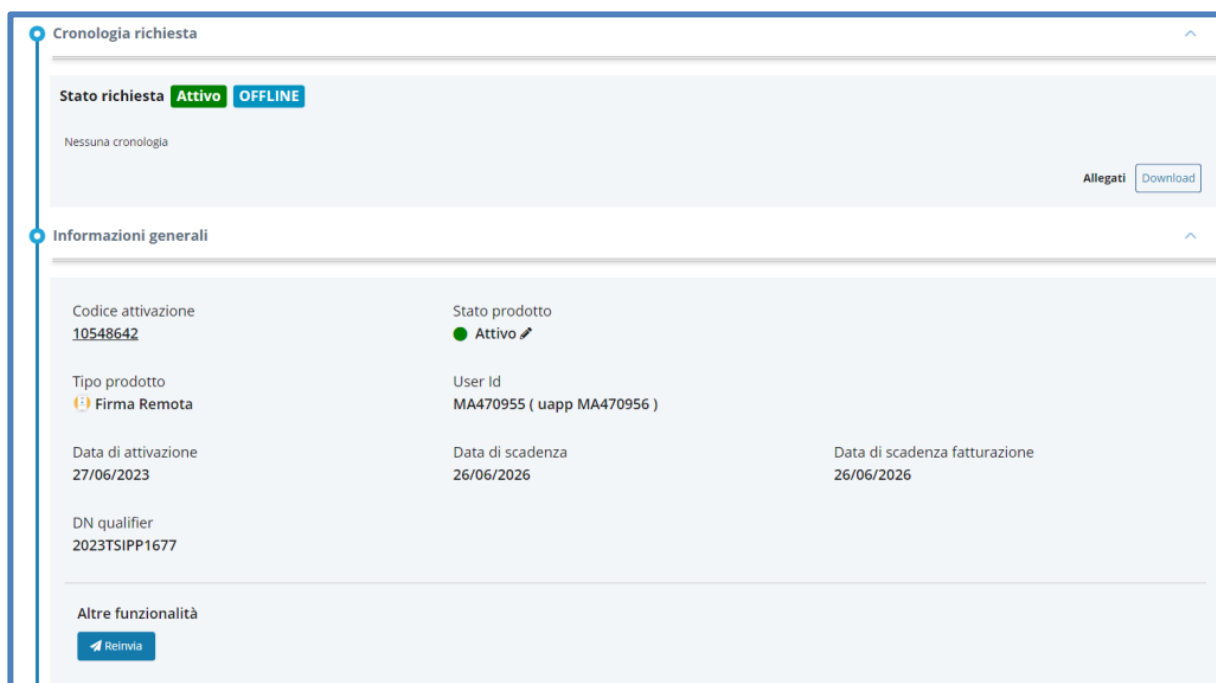 Cronologia richiesta
Stato richiesta Attivo OFFLINE
Nessuna cronologia
Allegati Download
Informazioni generali
Codice attivazione Stato prodotto
10548642 Attivo
Tipo prodotto User Id
Firma Remota MA470955 ( uapp MA470956 )
Data di attivazione Data di scadenza Data di scadenza fatturazione
27/06/2023 26/06/2026 26/06/2026
DN qualifier
2023TSIPP1677
Altre funzionalità
Reinvia